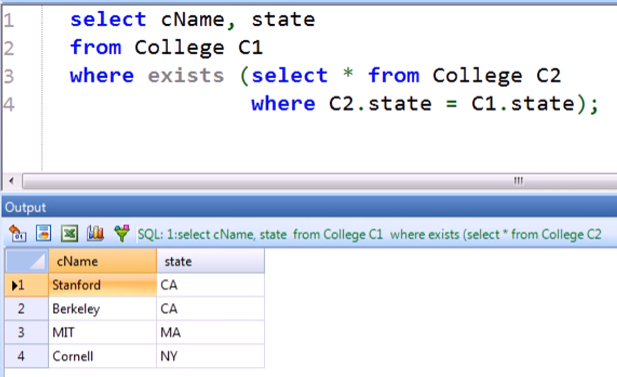 1 select cName, state
2 from College C1
3 where exists (select * from College C2
4 where C2.state = C1.state);
Output
SQL: 1:select cName, state from College C1 where exists (select * from College C2
cName state
1 Stanford CA
2 Berkeley CA
3 MIT MA
4 Cornell NY